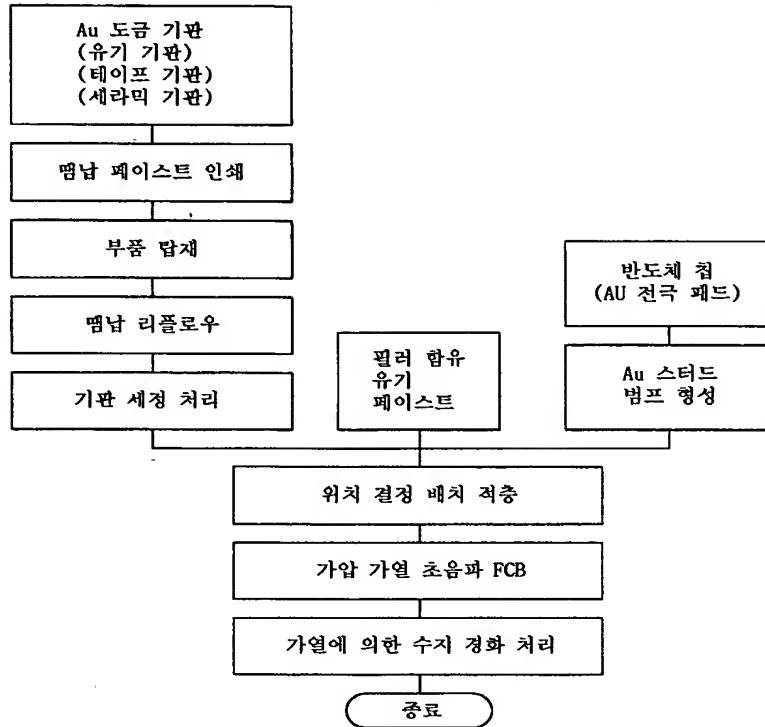 Au 도금 기판
(유기 기판)
(테이프 기판)
(세라믹 기판)
땜납 페이스트 인쇄
부품 탑재
땜납 리플로우
기판 세정 처리
필러 함유
유기
페이스트
반도체 칩
(AU 전극 패드)
Au 스터드
범프 형성
위치 결정 배치 적층
가압 가열 초음파 FCB
가열에 의한 수지 경화 처리
종료